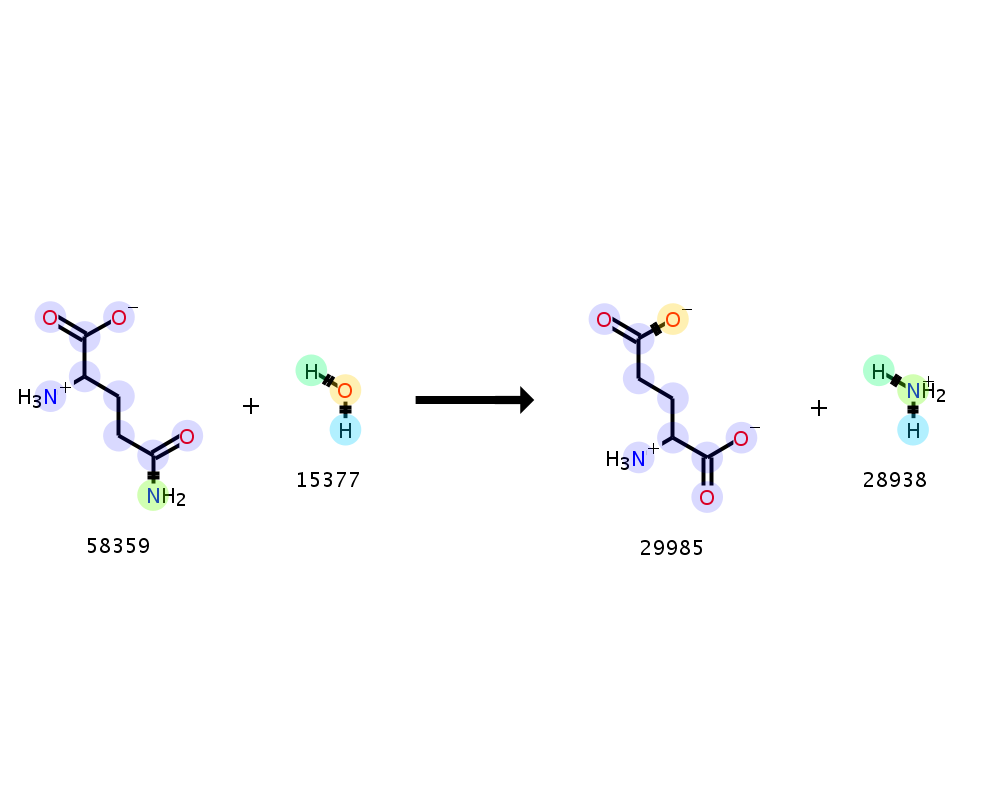 O O−
H3N+
O
NH2
58359
+
H
O
H
15377
O O−
H3N+
O−
O
29985
+
H
NH2+
H
28938